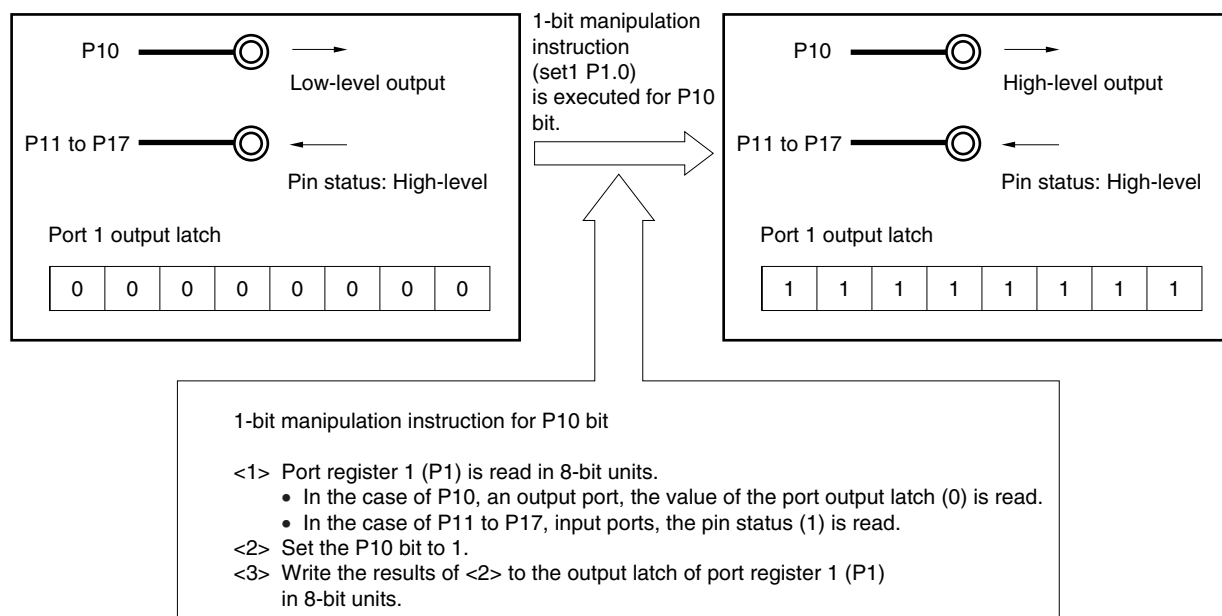 P10
Low-level output
P11 to P17
Pin status: High-level
Port 1 output latch
0 0 0 0 0 0 0 0
1-bit manipulation
instruction
(set1 P1.0)
is executed for P10
bit.
P10
High-level output
P11 to P17
Pin status: High-level
Port 1 output latch
1 1 1 1 1 1 1 1
1-bit manipulation instruction for P10 bit
<1> Port register 1 (P1) is read in 8-bit units.
• In the case of P10, an output port, the value of the port output latch (0) is read.
• In the case of P11 to P17, input ports, the pin status (1) is read.
<2> Set the P10 bit to 1.
<3> Write the results of <2> to the output latch of port register 1 (P1)
in 8-bit units.